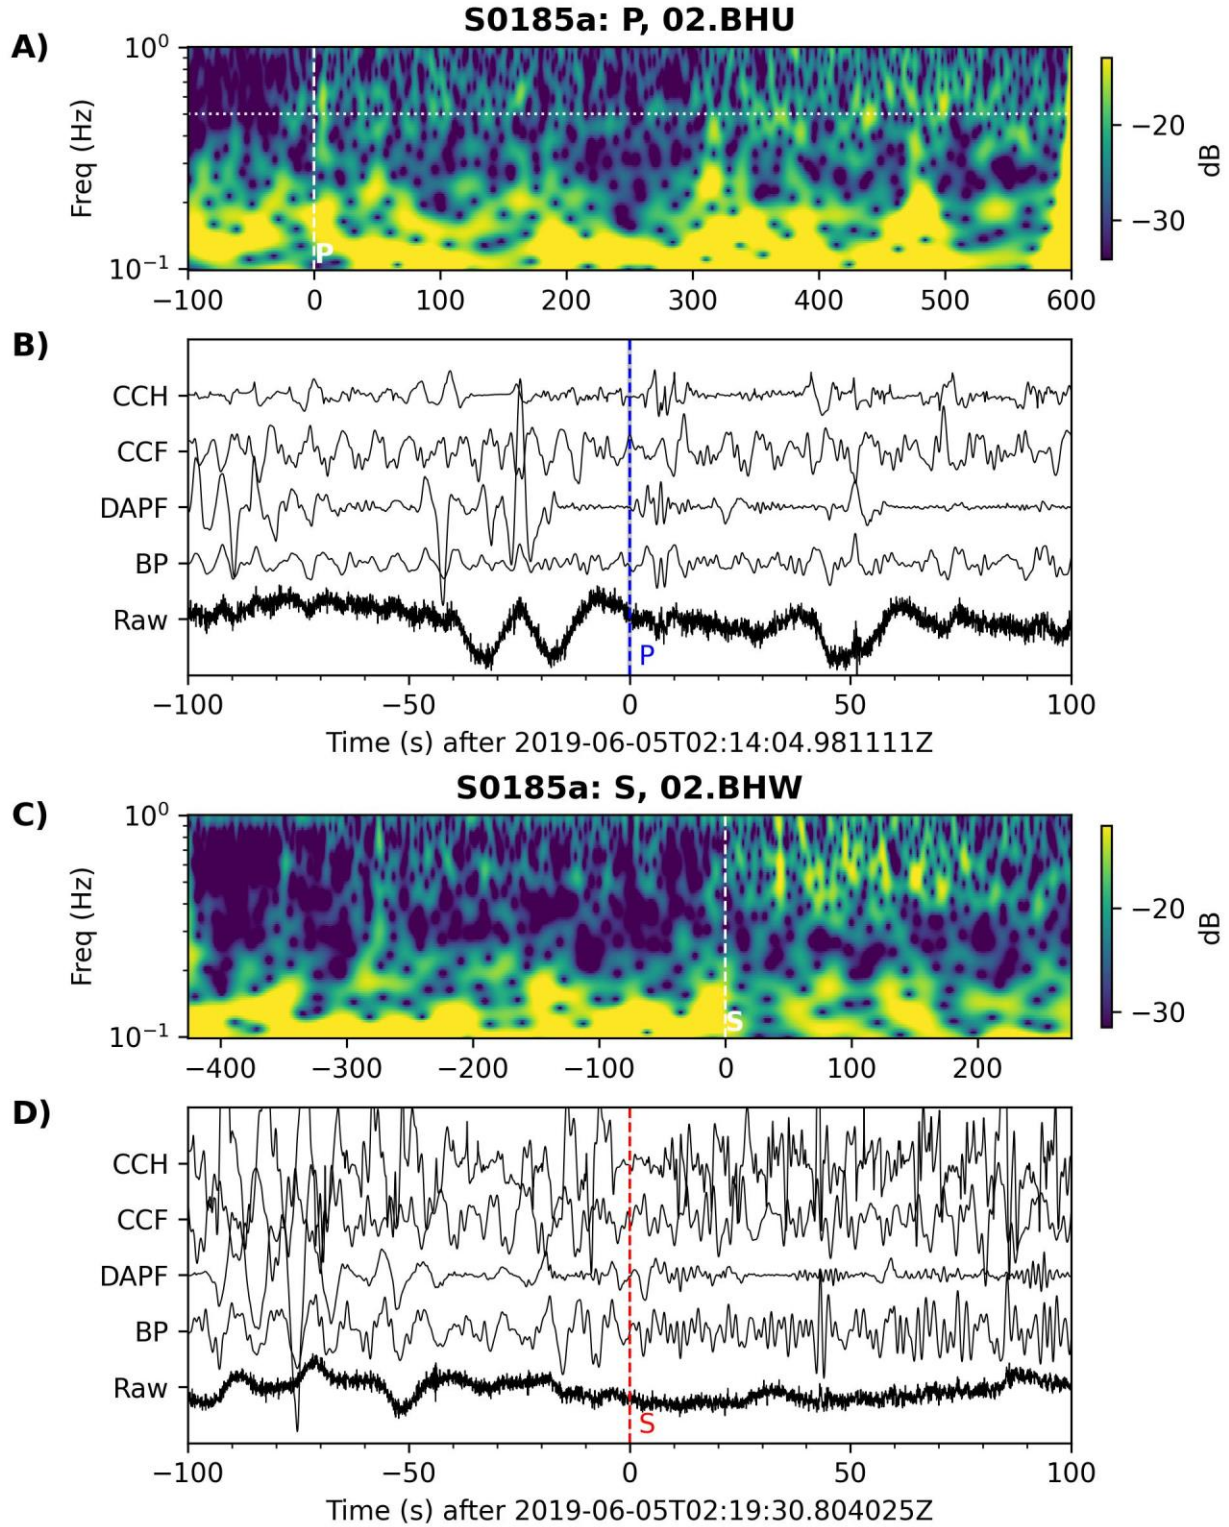 S0185a: P, 02.BHU
A)
10⁰
10⁻¹
Freq (Hz)
P
−100 0 100 200 300 400 500 600
−20
−30
dB
B)
CCH
CCF
DAPF
BP
Raw
P
−100 −50 0 50 100
Time (s) after 2019-06-05T02:14:04.981111Z
S0185a: S, 02.BHW
C)
10⁰
10⁻¹
Freq (Hz)
S
−400 −300 −200 −100 0 100 200
−20
−30
dB
D)
CCH
CCF
DAPF
BP
Raw
S
−100 −50 0 50 100
Time (s) after 2019-06-05T02:19:30.804025Z